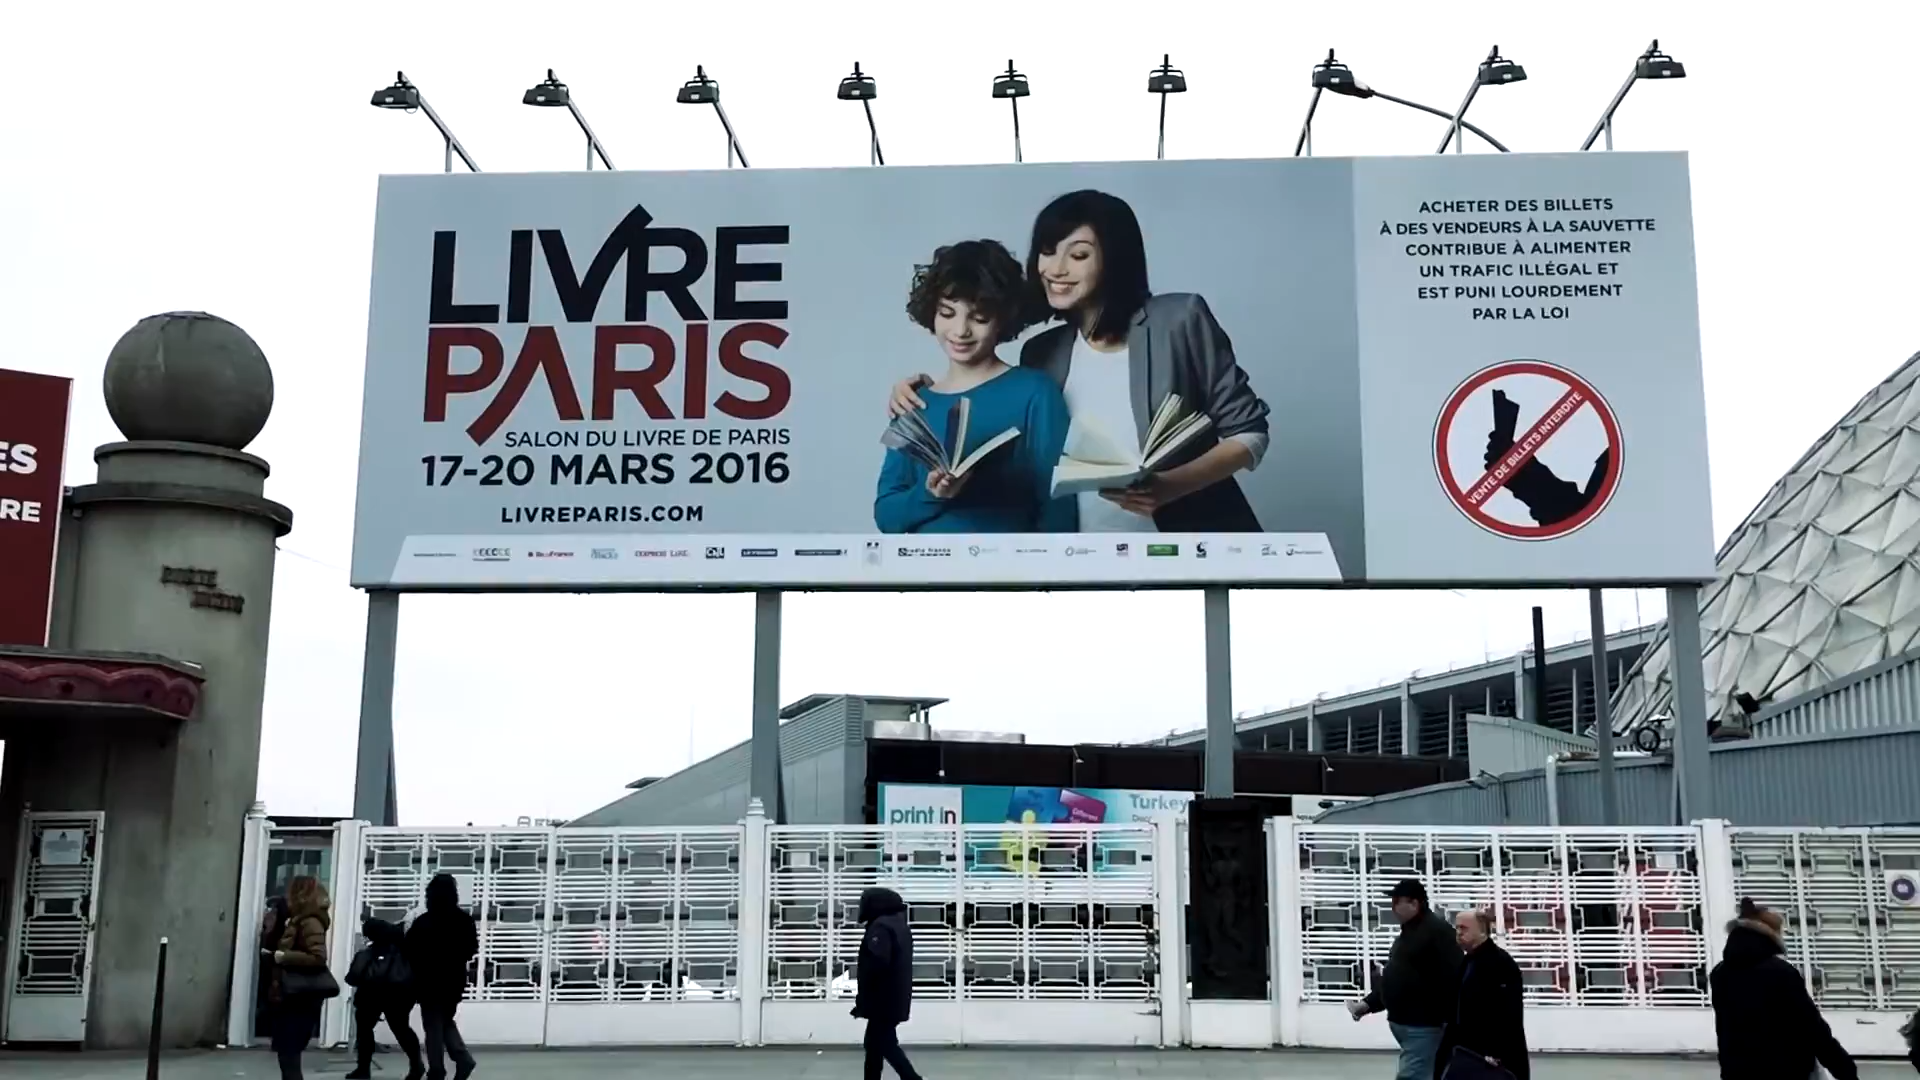 LIVRE
PARIS
SALON DU LIVRE DE PARIS
17-20 MARS 2016
LIVREPARIS.COM
ACHETER DES BILLETS
À DES VENDEURS À LA SAUVETTE
CONTRIBUE À ALIMENTER
UN TRAFIC ILLÉGAL ET
EST PUNI LOURDEMENT
PAR LA LOI
VENTE DE BILLETS INTERDITE
radio france
ES
RE
print in
Turkey